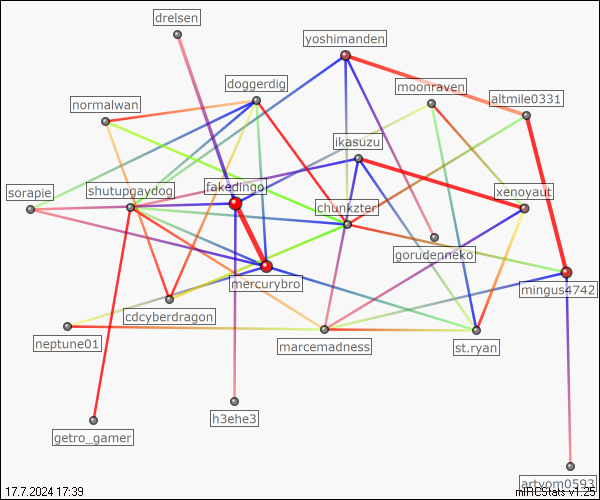 drelsen
yoshimanden
doggerdig
moonraven
altmile0331
normalwan
ikasuzu
sorapie
shutupgaydog
fakedingo
xenoyaut
chunkzter
gorudenneko
mercurybro
mingus4742
cdcyberdragon
neptune01
marcemadness
st.ryan
h3ehe3
getro_gamer
artyom0593
17.7.2024 17:39
mIRCStats v1.25